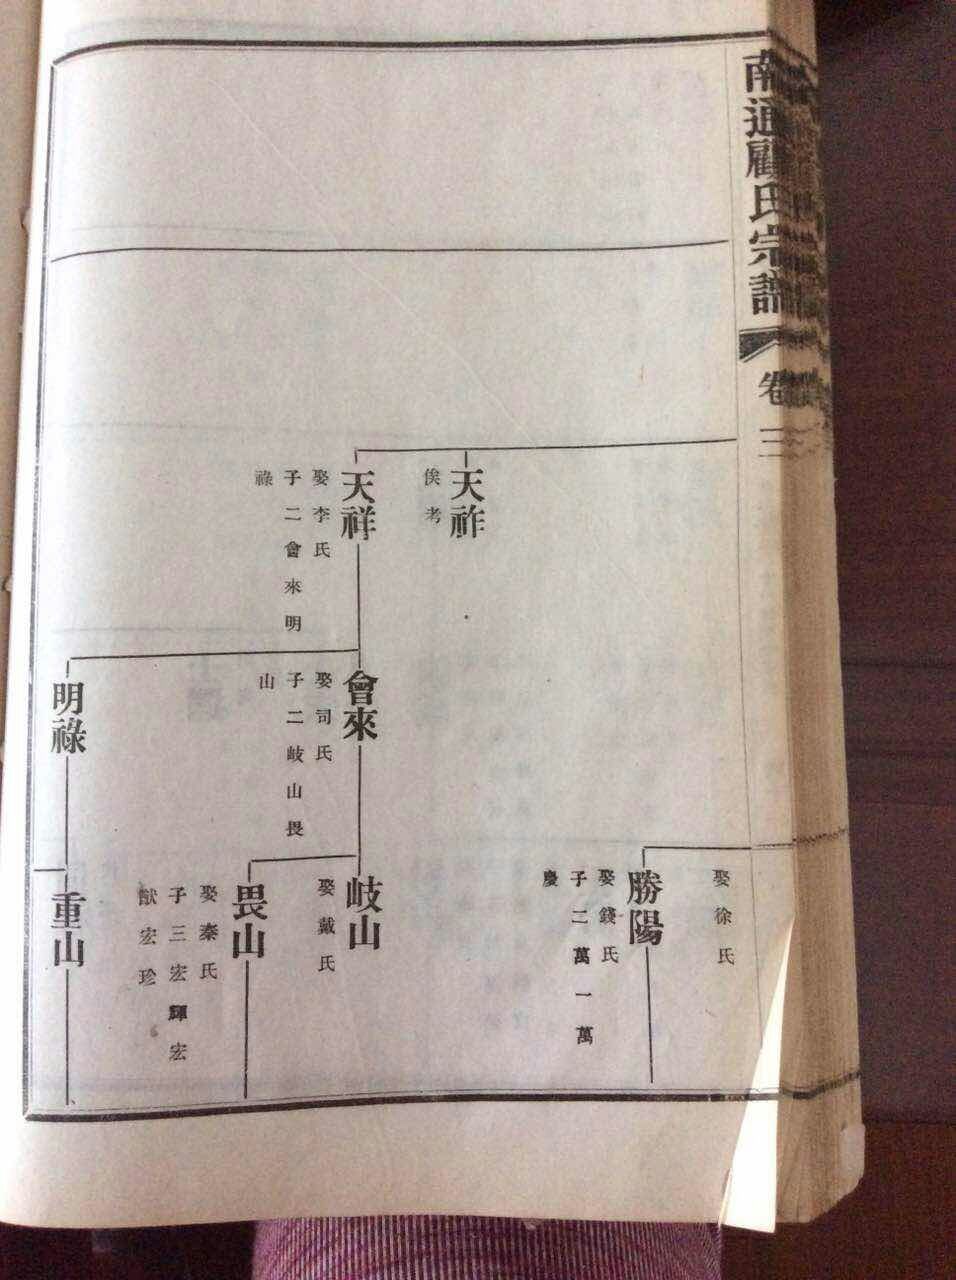 南通顧氏宗譜
卷三
天祚
俟考
天祥
娶李氏
子二會來明
祿
會來
娶司氏
子二岐山畏
山
明祿
娶徐氏
勝陽
娶錢氏
子二萬一萬
慶
岐山
娶戴氏
畏山
娶秦氏
子三宏輝宏
猷宏珍
重山